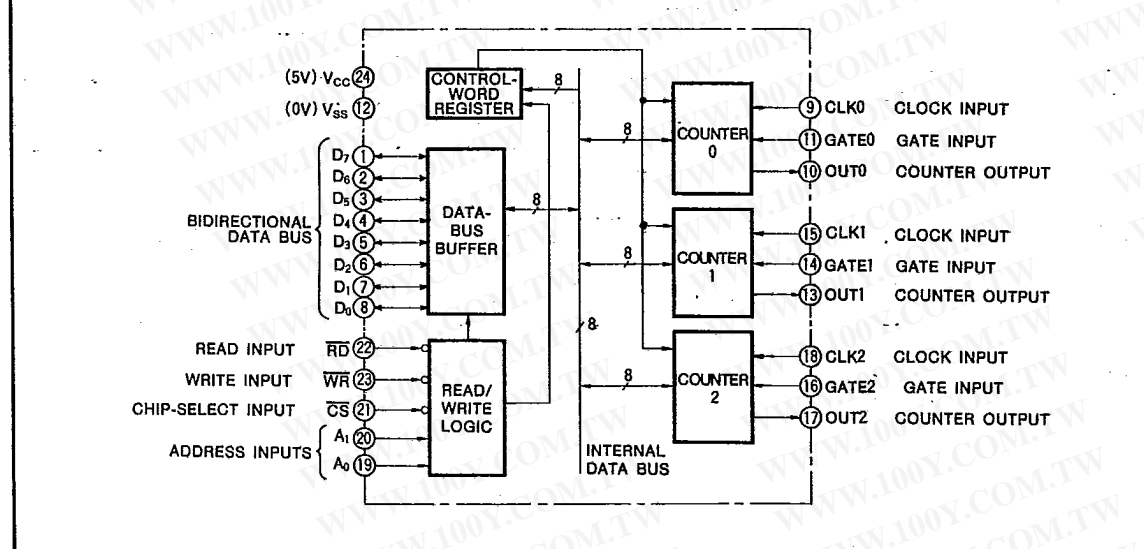 (5V) VCC 24
(0V) VSS 12
BIDIRECTIONAL
DATA BUS
D7 1
D6 2
D5 3
D4 4
D3 5
D2 6
D1 7
D0 8
READ INPUT RD 22
WRITE INPUT WR 23
CHIP-SELECT INPUT CS 21
ADDRESS INPUTS
A1 20
A0 19
CONTROL-
WORD
REGISTER
DATA-
BUS
BUFFER
READ/
WRITE
LOGIC
8
8
8
8
8
8
INTERNAL
DATA BUS
COUNTER
0
COUNTER
1
COUNTER
2
9 CLK0 CLOCK INPUT
11 GATE0 GATE INPUT
10 OUT0 COUNTER OUTPUT
15 CLK1 CLOCK INPUT
14 GATE1 GATE INPUT
13 OUT1 COUNTER OUTPUT
18 CLK2 CLOCK INPUT
16 GATE2 GATE INPUT
17 OUT2 COUNTER OUTPUT
WWW.100Y.COM.TW